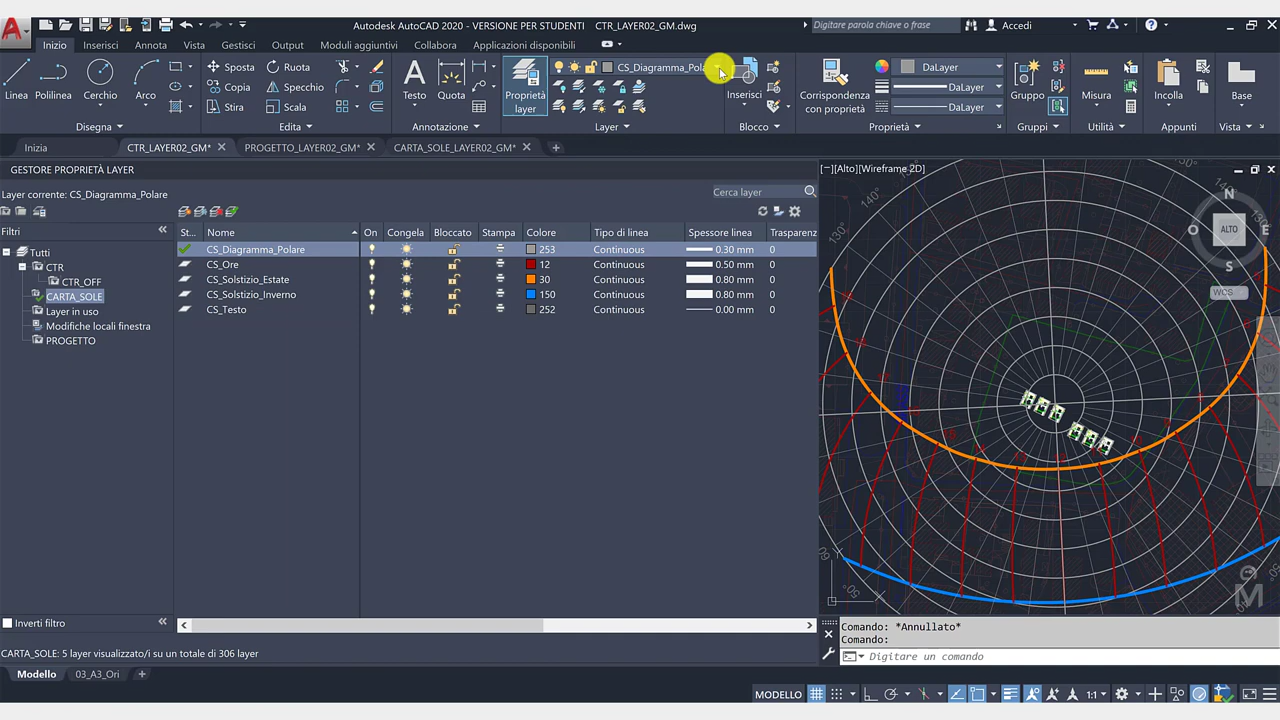 Autodesk AutoCAD 2020 - VERSIONE PER STUDENTI CTR_LAYER02_GM.dwg
Digitare parola chiave o frase
Accedi
Inizio Inserisci Annota Vista Gestisci Output Moduli aggiuntivi Collabora Applicazioni disponibili
Linea Polilinea Cerchio Arco
Sposta Ruota
Copia Specchio
Stira Scala
Testo Quota
Proprietà layer
CS_Diagramma_Pola
Inserisci
Corrispondenza con proprietà
DaLayer
DaLayer
DaLayer
Gruppo Misura Incolla Base
Disegna Edita Annotazione Layer Blocco Proprietà Gruppi Utilità Appunti Vista
Inizia CTR_LAYER02_GM* PROGETTO_LAYER02_GM* CARTA_SOLE_LAYER02_GM*
GESTORE PROPRIETÀ LAYER
Layer corrente: CS_Diagramma_Polare
Cerca layer
Filtri
Tutti
CTR
CTR_OFF
CARTA_SOLE
Layer in uso
Modifiche locali finestra
PROGETTO
St... Nome On Congela Bloccato Stampa Colore Tipo di linea Spessore linea Trasparenz
CS_Diagramma_Polare 253 Continuous 0.30 mm 0
CS_Ore 12 Continuous 0.50 mm 0
CS_Solstizio_Estate 30 Continuous 0.80 mm 0
CS_Solstizio_Inverno 150 Continuous 0.80 mm 0
CS_Testo 252 Continuous 0.00 mm 0
Inverti filtro
CARTA_SOLE: 5 layer visualizzato/i su un totale di 306 layer
[−][Alto][Wireframe 2D]
N
O ALTO E
S
WCS
140°
130°
140°
50°
50°
Y
X
M
Comando: *Annullato*
Comando:
Digitare un comando
Modello 03_A3_Ori
MODELLO
1:1